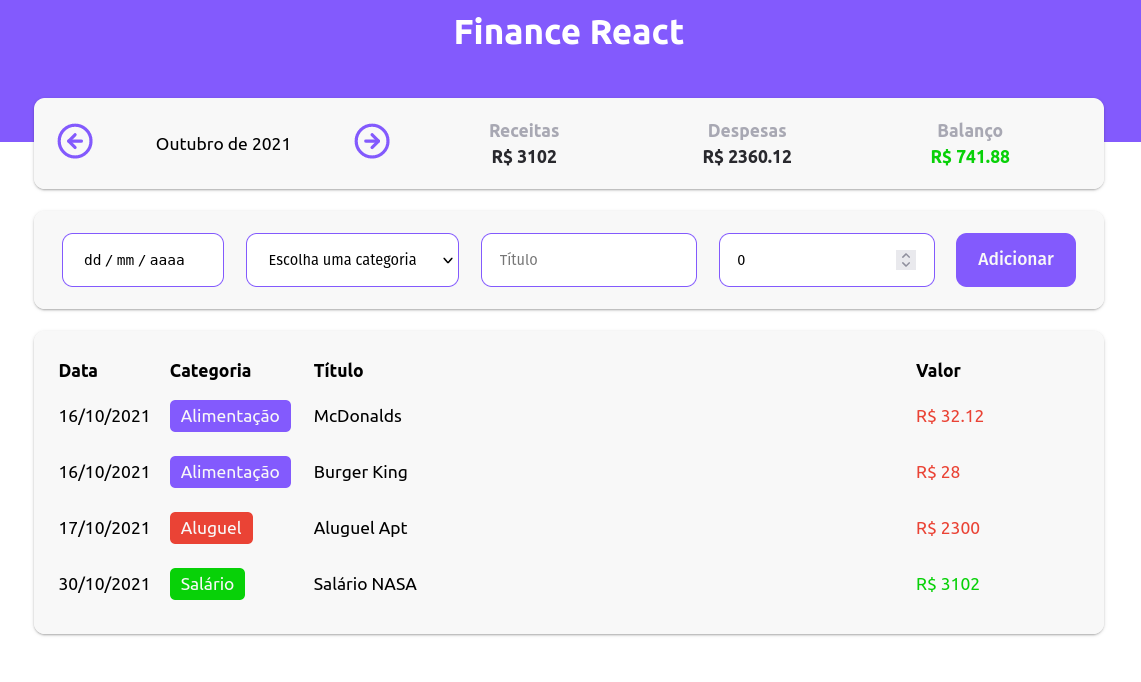 Finance React
Outubro de 2021
Receitas
R$ 3102
Despesas
R$ 2360.12
Balanço
R$ 741.88
dd / mm / aaaa
Escolha uma categoria
Título
0
Adicionar
Data Categoria Título Valor
16/10/2021 Alimentação McDonalds R$ 32.12
16/10/2021 Alimentação Burger King R$ 28
17/10/2021 Aluguel Aluguel Apt R$ 2300
30/10/2021 Salário Salário NASA R$ 3102